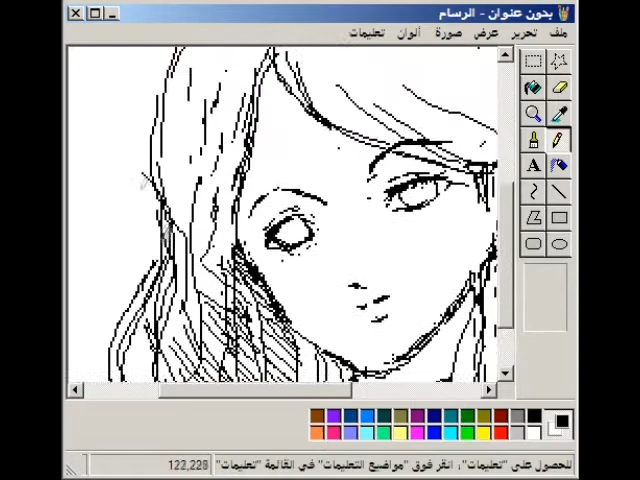 بدون عنوان - الرسام
ملف تحرير عرض صورة ألوان تعليمات
A
للحصول على "تعليمات"، انقر فوق "مواضيع التعليمات" في القائمة "تعليمات"
122,228